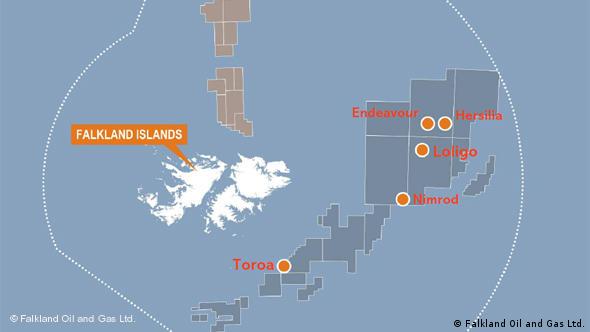 Endeavour
Hersilia
FALKLAND ISLANDS
Loligo
Nimrod
Toroa
© Falkland Oil and Gas Ltd.
© Falkland Oil and Gas Ltd.